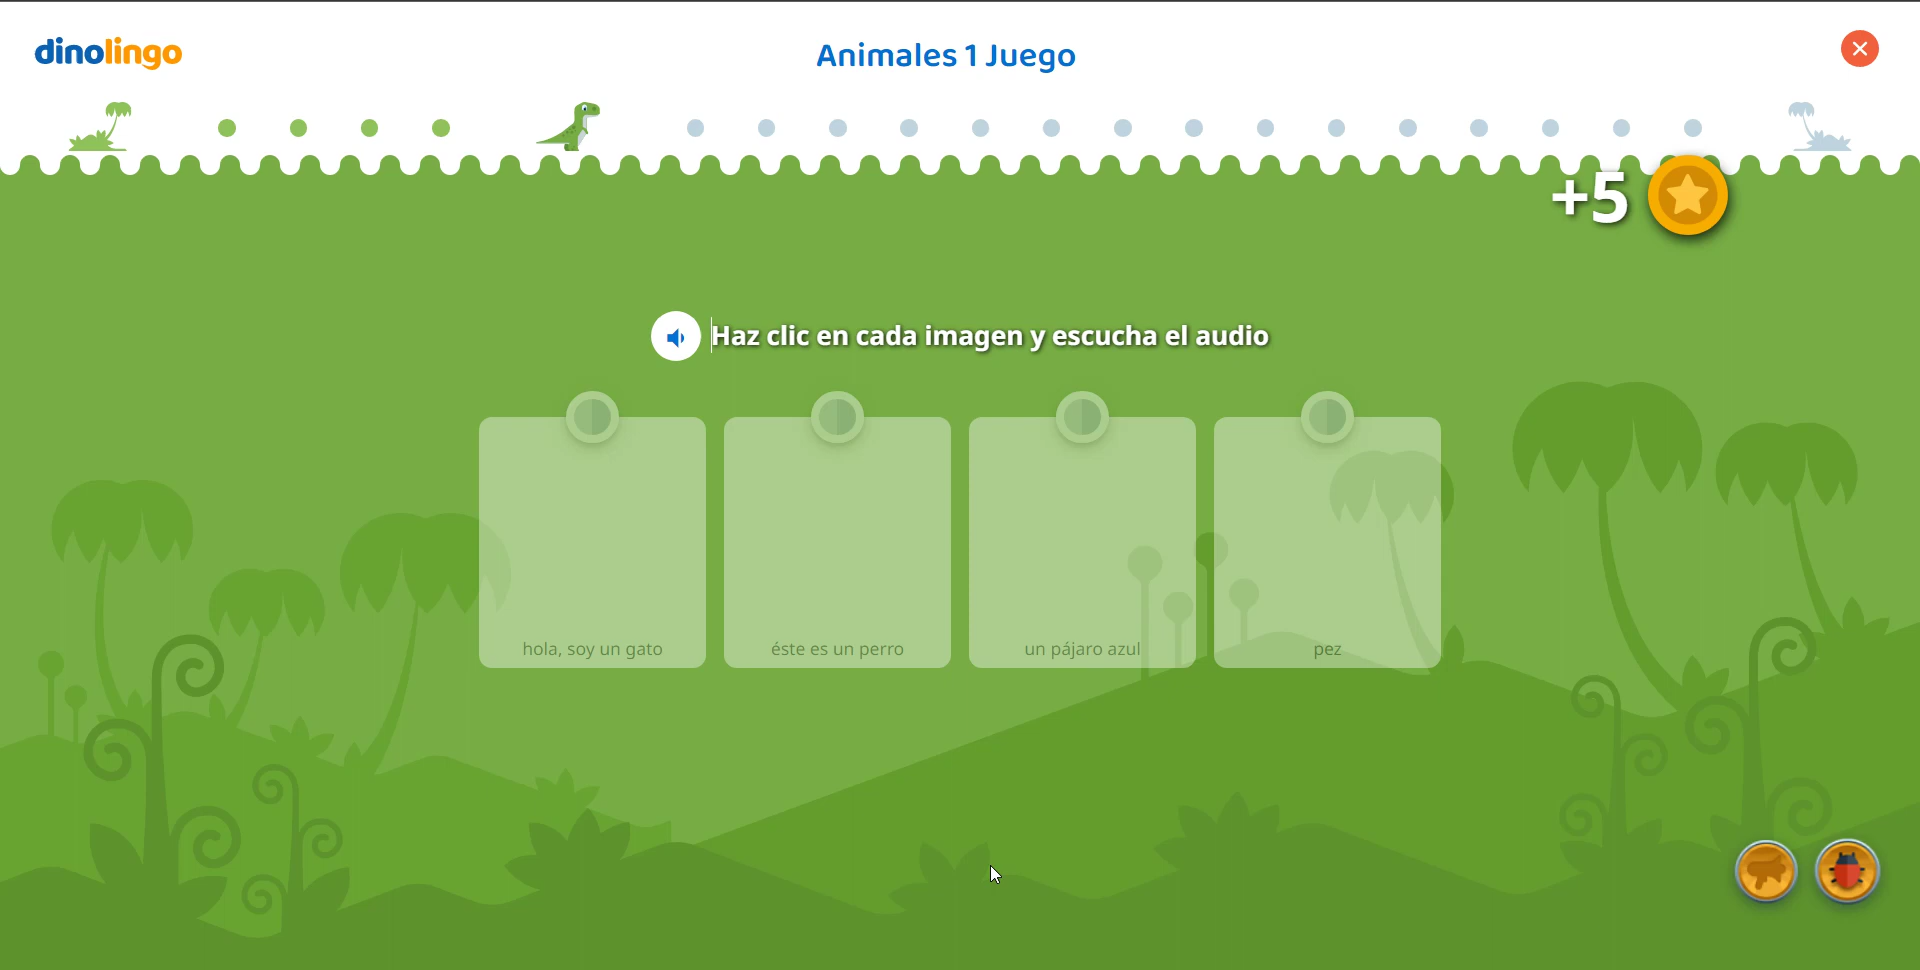 dinolingo
Animales 1 Juego
+5
Haz clic en cada imagen y escucha el audio
hola, soy un gato
éste es un perro
un pájaro azul
pez